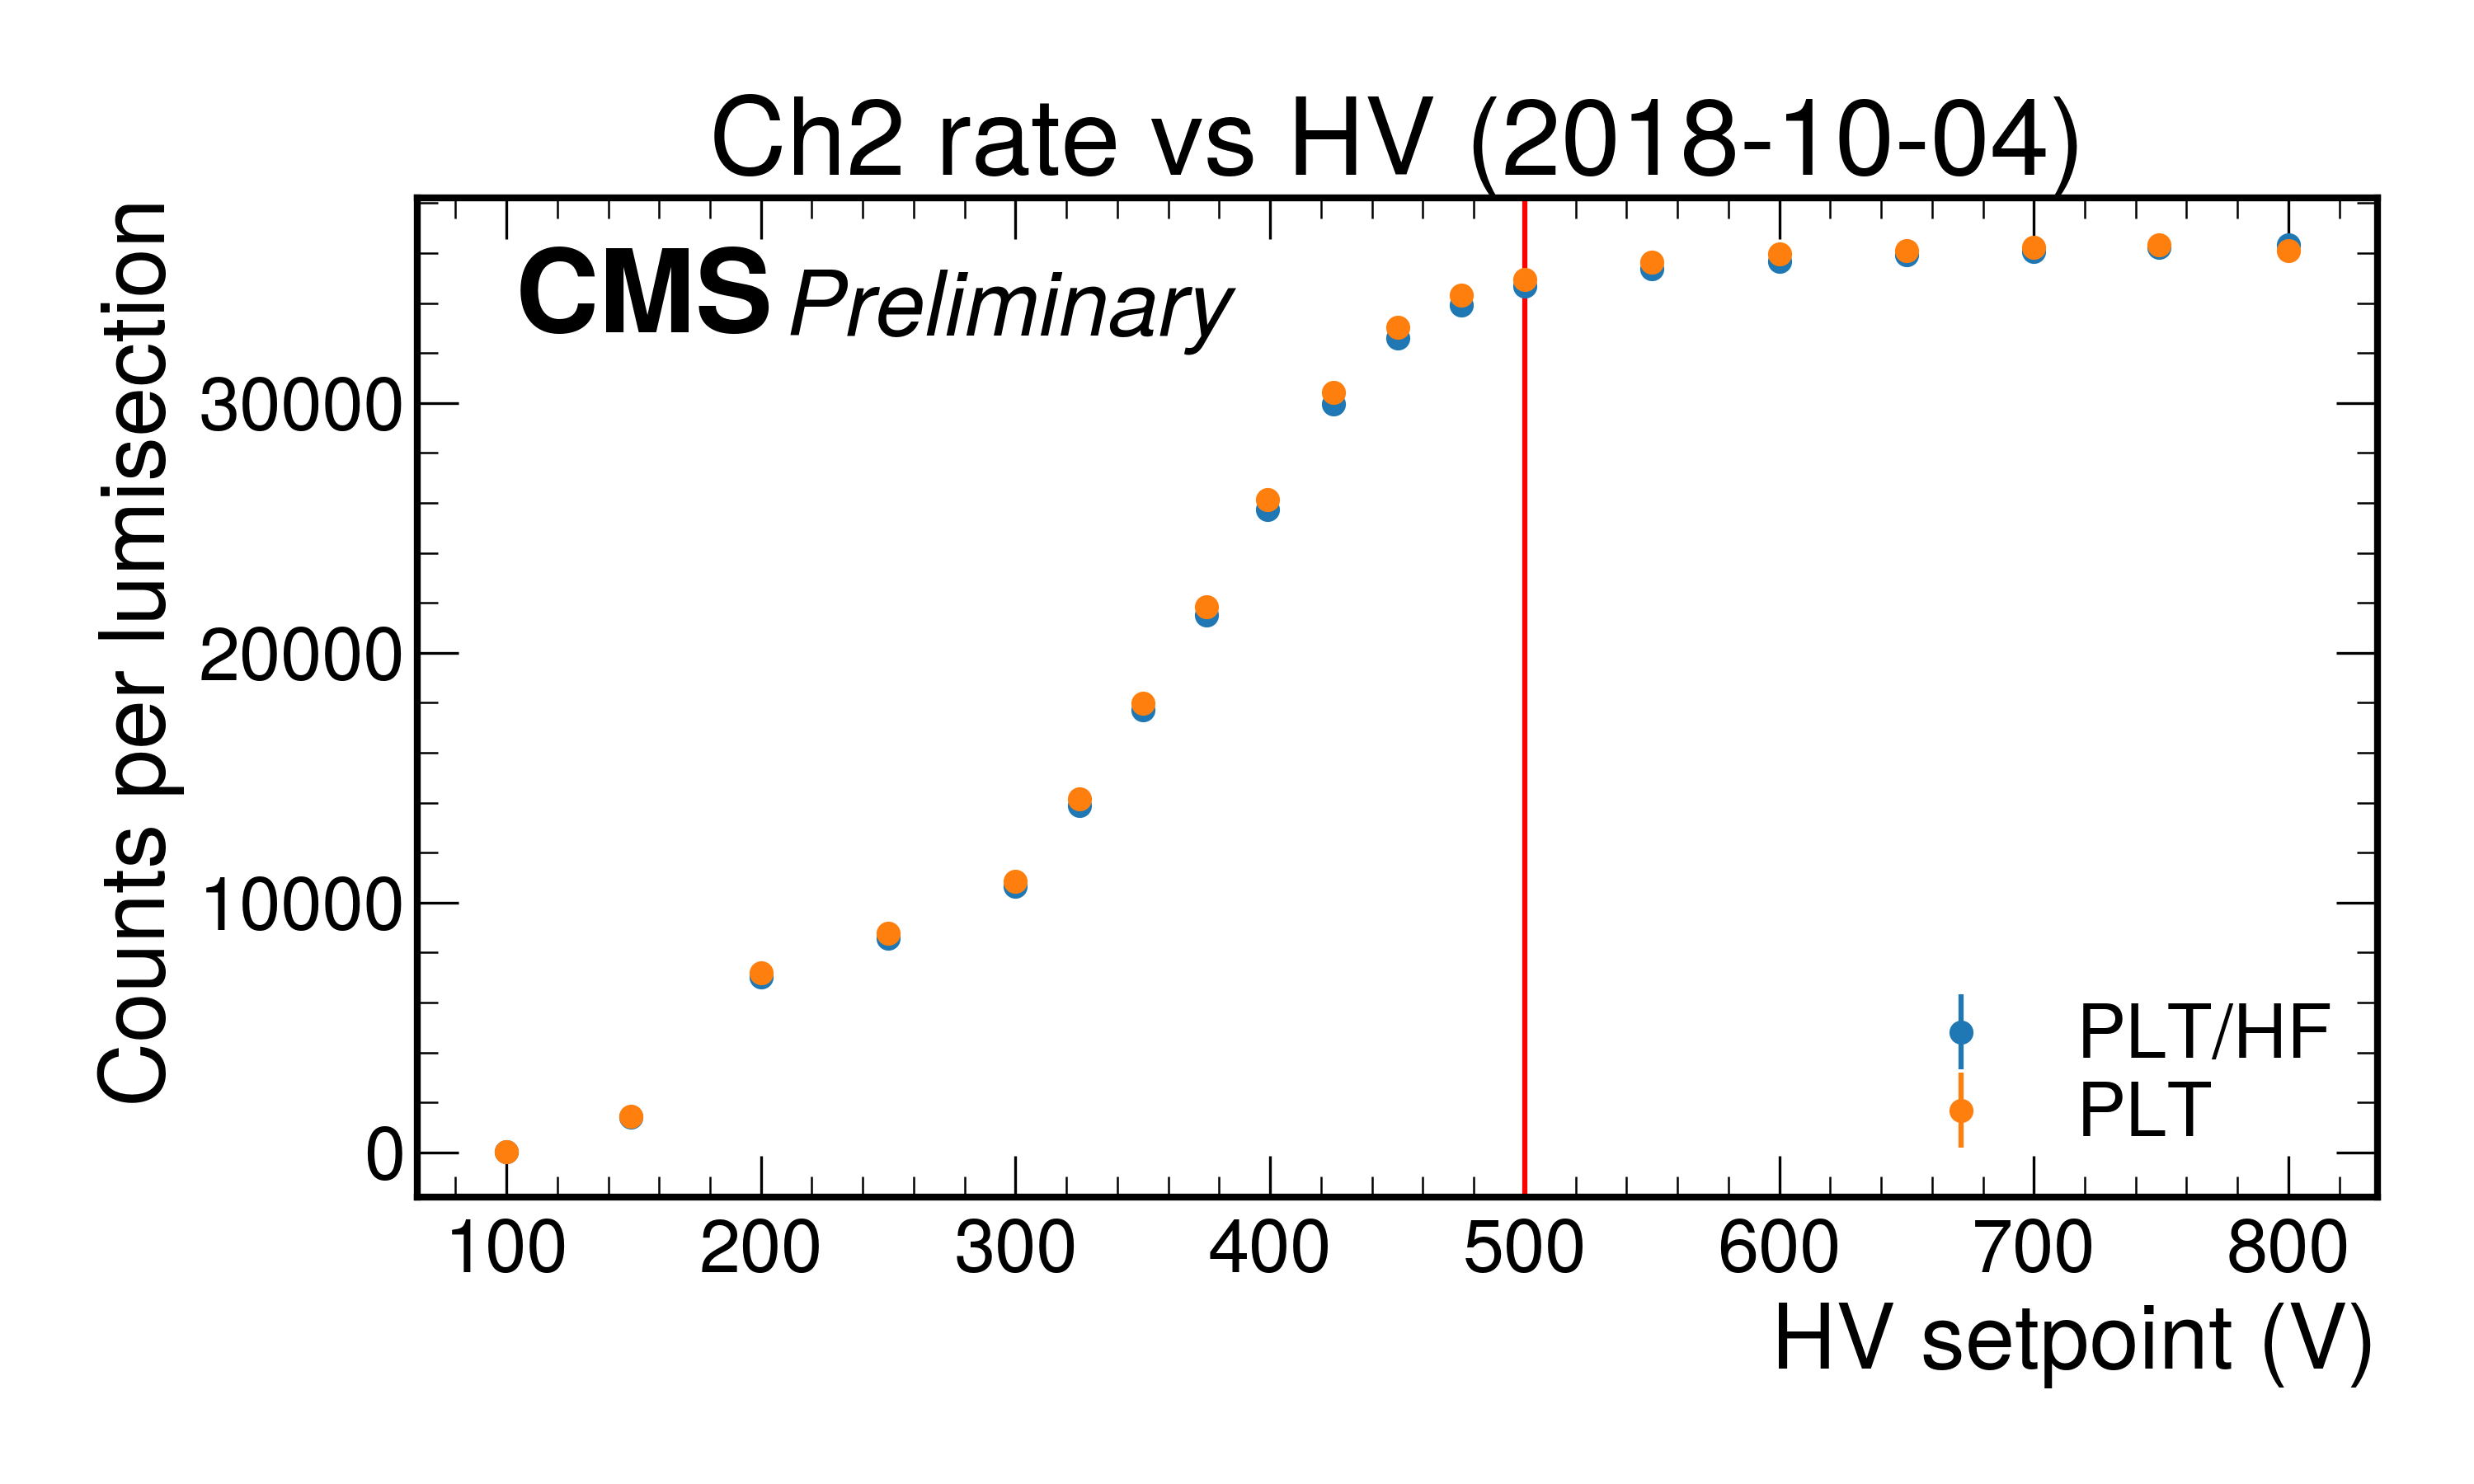 Ch2 rate vs HV (2018-10-04)
CMS Preliminary
Counts per lumisection
30000
20000
10000
0
PLT/HF
PLT
100 200 300 400 500 600 700 800
HV setpoint (V)